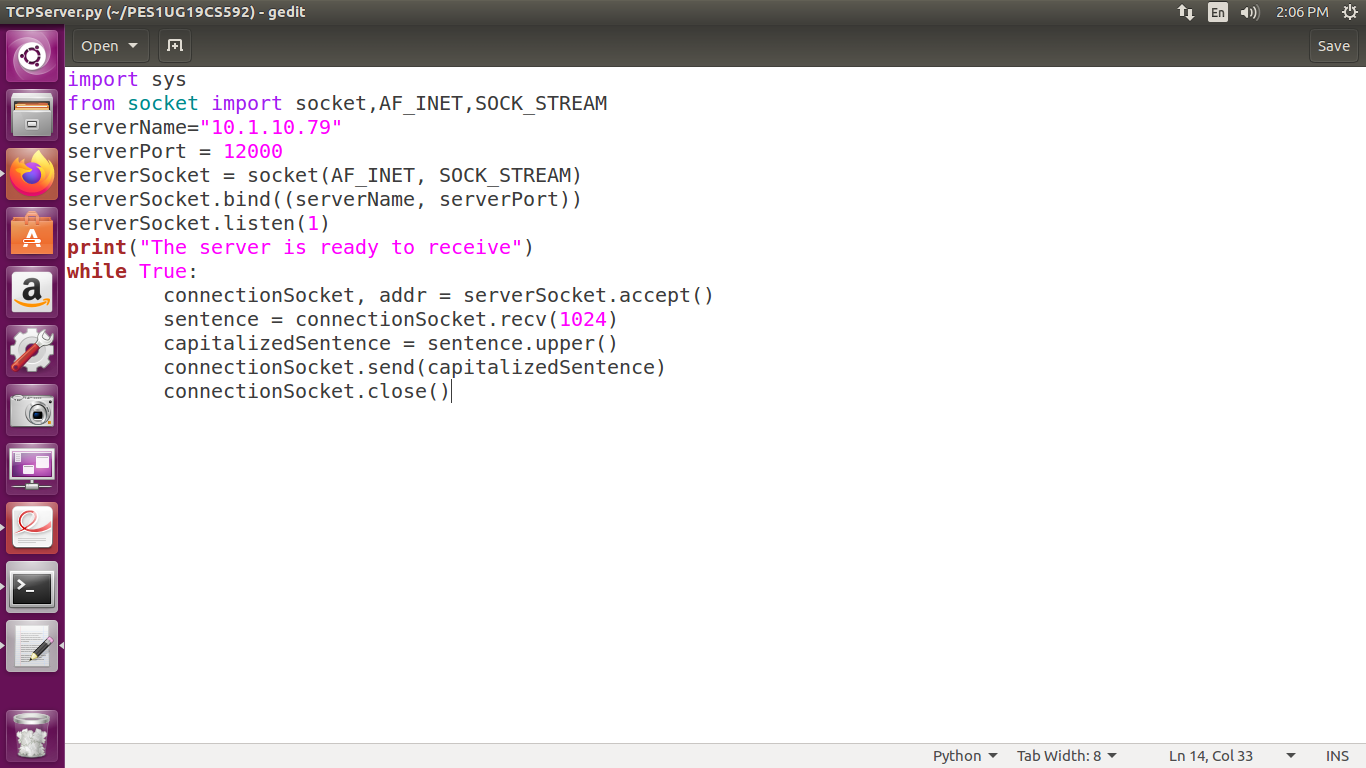 TCPServer.py (~/PES1UG19CS592) - gedit
En
2:06 PM
Open
Save
import sys
from socket import socket,AF_INET,SOCK_STREAM
serverName="10.1.10.79"
serverPort = 12000
serverSocket = socket(AF_INET, SOCK_STREAM)
serverSocket.bind((serverName, serverPort))
serverSocket.listen(1)
print("The server is ready to receive")
while True:
        connectionSocket, addr = serverSocket.accept()
        sentence = connectionSocket.recv(1024)
        capitalizedSentence = sentence.upper()
        connectionSocket.send(capitalizedSentence)
        connectionSocket.close()
Python
Tab Width: 8
Ln 14, Col 33
INS